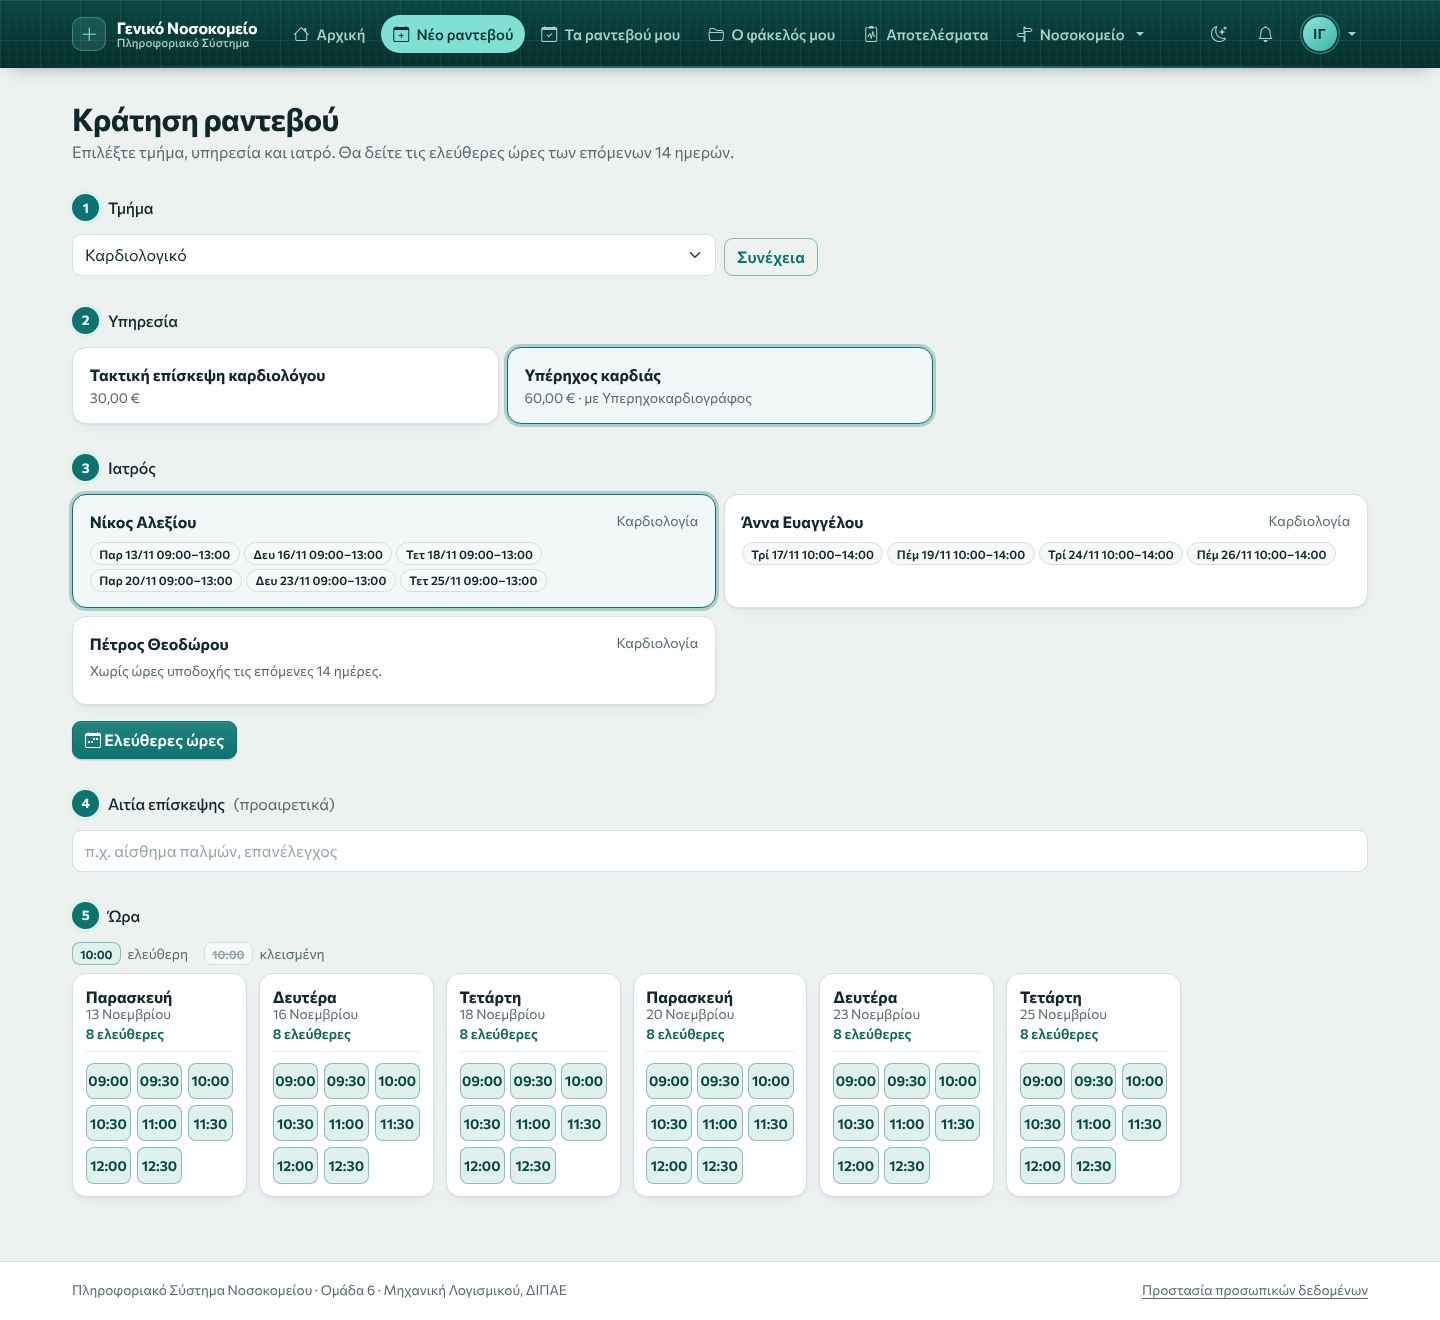 Γενικό Νοσοκομείο
Πληροφοριακό Σύστημα
Αρχική
Νέο ραντεβού
Τα ραντεβού μου
Ο φάκελός μου
Αποτελέσματα
Νοσοκομείο
ΙΓ
Κράτηση ραντεβού
Επιλέξτε τμήμα, υπηρεσία και ιατρό. Θα δείτε τις ελεύθερες ώρες των επόμενων 14 ημερών.
1 Τμήμα
Καρδιολογικό
Συνέχεια
2 Υπηρεσία
Τακτική επίσκεψη καρδιολόγου
30,00 €
Υπέρηχος καρδιάς
60,00 € · με Υπερηχοκαρδιογράφος
3 Ιατρός
Νίκος Αλεξίου Καρδιολογία
Παρ 13/11 09:00–13:00 Δευ 16/11 09:00–13:00 Τετ 18/11 09:00–13:00
Παρ 20/11 09:00–13:00 Δευ 23/11 09:00–13:00 Τετ 25/11 09:00–13:00
Άννα Ευαγγέλου Καρδιολογία
Τρί 17/11 10:00–14:00 Πέμ 19/11 10:00–14:00 Τρί 24/11 10:00–14:00 Πέμ 26/11 10:00–14:00
Πέτρος Θεοδώρου Καρδιολογία
Χωρίς ώρες υποδοχής τις επόμενες 14 ημέρες.
Ελεύθερες ώρες
4 Αιτία επίσκεψης (προαιρετικά)
π.χ. αίσθημα παλμών, επανέλεγχος
5 Ώρα
10:00 ελεύθερη 10:00 κλεισμένη
Παρασκευή
13 Νοεμβρίου
8 ελεύθερες
09:00 09:30 10:00
10:30 11:00 11:30
12:00 12:30
Δευτέρα
16 Νοεμβρίου
8 ελεύθερες
09:00 09:30 10:00
10:30 11:00 11:30
12:00 12:30
Τετάρτη
18 Νοεμβρίου
8 ελεύθερες
09:00 09:30 10:00
10:30 11:00 11:30
12:00 12:30
Παρασκευή
20 Νοεμβρίου
8 ελεύθερες
09:00 09:30 10:00
10:30 11:00 11:30
12:00 12:30
Δευτέρα
23 Νοεμβρίου
8 ελεύθερες
09:00 09:30 10:00
10:30 11:00 11:30
12:00 12:30
Τετάρτη
25 Νοεμβρίου
8 ελεύθερες
09:00 09:30 10:00
10:30 11:00 11:30
12:00 12:30
Πληροφοριακό Σύστημα Νοσοκομείου · Ομάδα 6 · Μηχανική Λογισμικού, ΔΙΠΑΕ
Προστασία προσωπικών δεδομένων